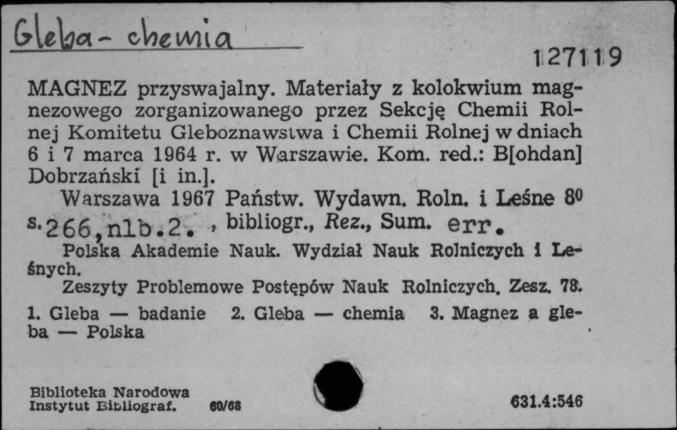 Gleba - chemia
127119
MAGNEZ przyswajalny. Materiały z kolokwium mag-
nezowego zorganizowanego przez Sekcję Chemii Rol-
nej Komitetu Gleboznawstwa i Chemii Rolnej w dniach
6 i 7 marca 1964 r. w Warszawie. Kom. red.: B[ohdan]
Dobrzański [i in.].
Warszawa 1967 Państw. Wydawn. Roln. i Leśne 8⁰
s. 266, nlb. 2. , bibliogr., Rez., Sum. err.
Polska Akademie Nauk. Wydział Nauk Rolniczych i Le-
śnych.
Zeszyty Problemowe Postępów Nauk Rolniczych. Zesz. 78.
1. Gleba — badanie 2. Gleba — chemia 3. Magnez a gle-
ba — Polska
Biblioteka Narodowa
Instytut Bibliograf. 60/68
631.4:546